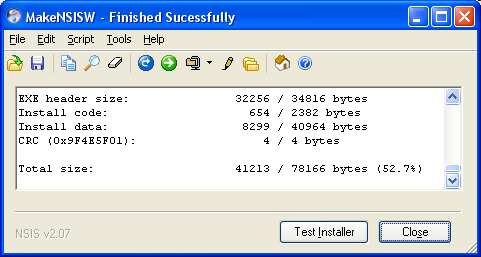 MakeNSISW - Finished Sucessfully
File Edit Script Tools Help
EXE header size: 32256 / 34816 bytes
Install code: 654 / 2382 bytes
Install data: 8299 / 40964 bytes
CRC (0x9F4E5F01): 4 / 4 bytes
Total size: 41213 / 78166 bytes (52.7%)
NSIS v2.07
Test Installer
Close